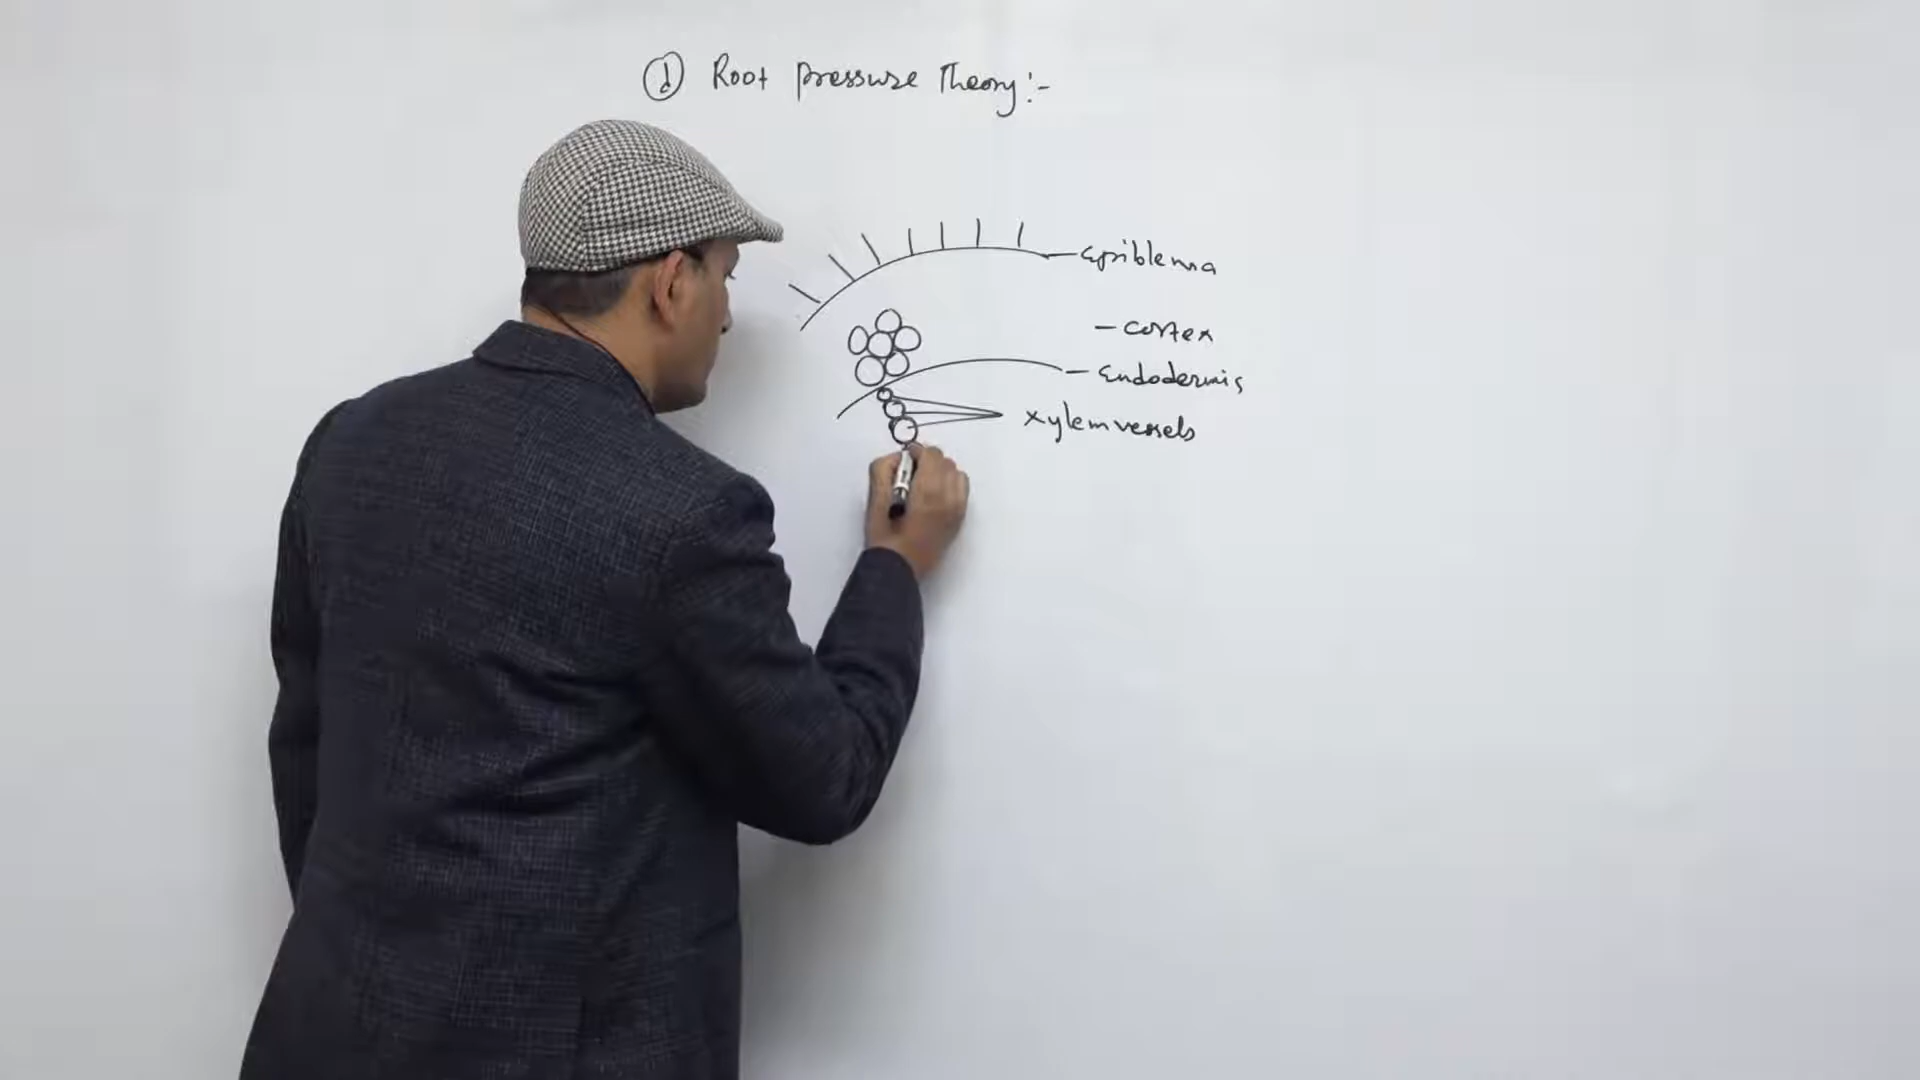 ① Root pressure Theory:-
Epiblema
- cortex
- Endodermis
xylem vessels